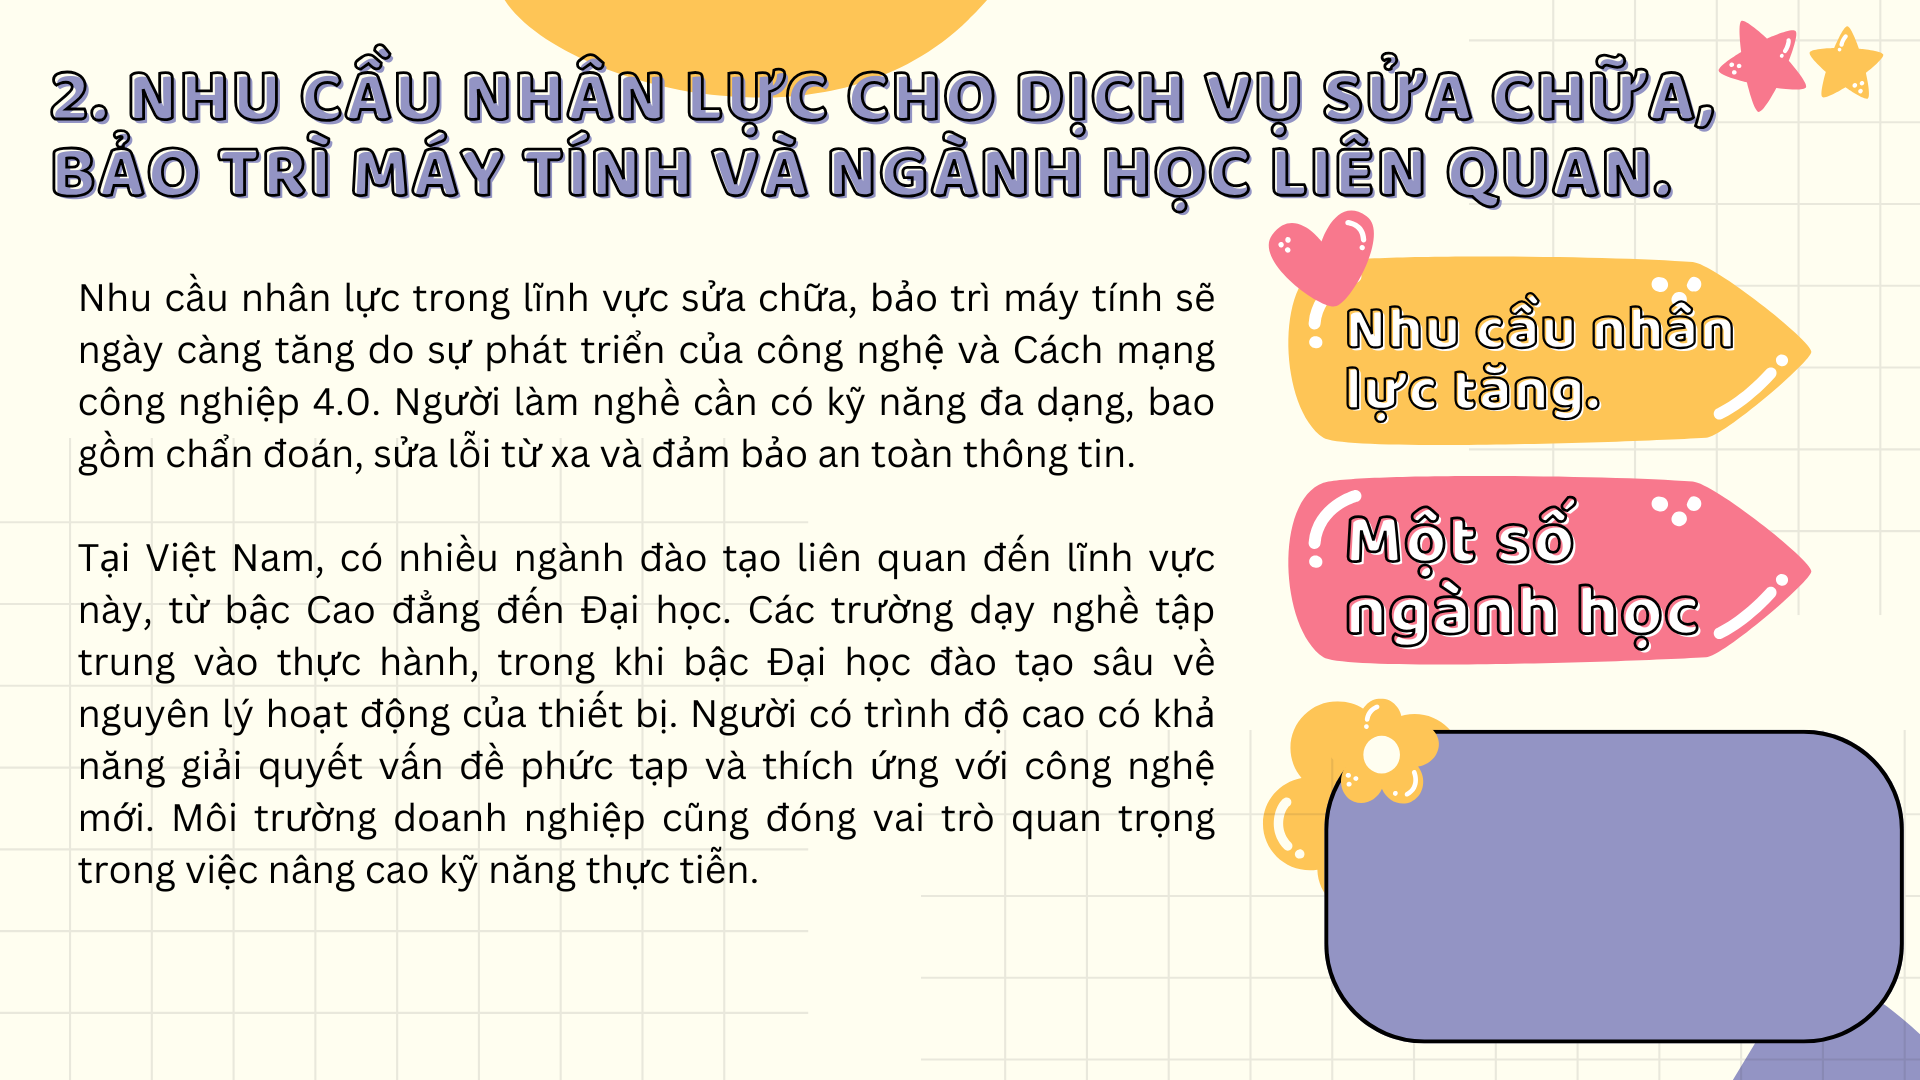 2. NHU CẦU NHÂN LỰC CHO DỊCH VỤ SỬA CHỮA,
BẢO TRÌ MÁY TÍNH VÀ NGÀNH HỌC LIÊN QUAN.
Nhu cầu nhân lực trong lĩnh vực sửa chữa, bảo trì máy tính sẽ
ngày càng tăng do sự phát triển của công nghệ và Cách mạng
công nghiệp 4.0. Người làm nghề cần có kỹ năng đa dạng, bao
gồm chẩn đoán, sửa lỗi từ xa và đảm bảo an toàn thông tin.
Tại Việt Nam, có nhiều ngành đào tạo liên quan đến lĩnh vực
này, từ bậc Cao đẳng đến Đại học. Các trường dạy nghề tập
trung vào thực hành, trong khi bậc Đại học đào tạo sâu về
nguyên lý hoạt động của thiết bị. Người có trình độ cao có khả
năng giải quyết vấn đề phức tạp và thích ứng với công nghệ
mới. Môi trường doanh nghiệp cũng đóng vai trò quan trọng
trong việc nâng cao kỹ năng thực tiễn.
Nhu cầu nhân
lực tăng.
Một số
ngành học